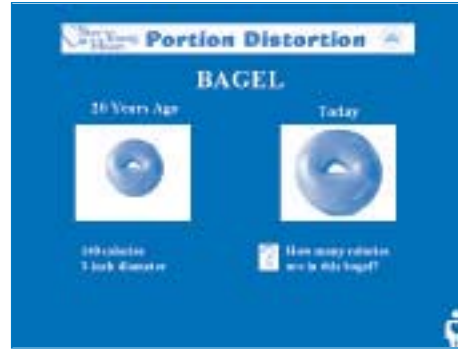 Portion Distortion
BAGEL
20 Years Ago
Today
140 calories
3-inch diameter
How many calories
are in this bagel?